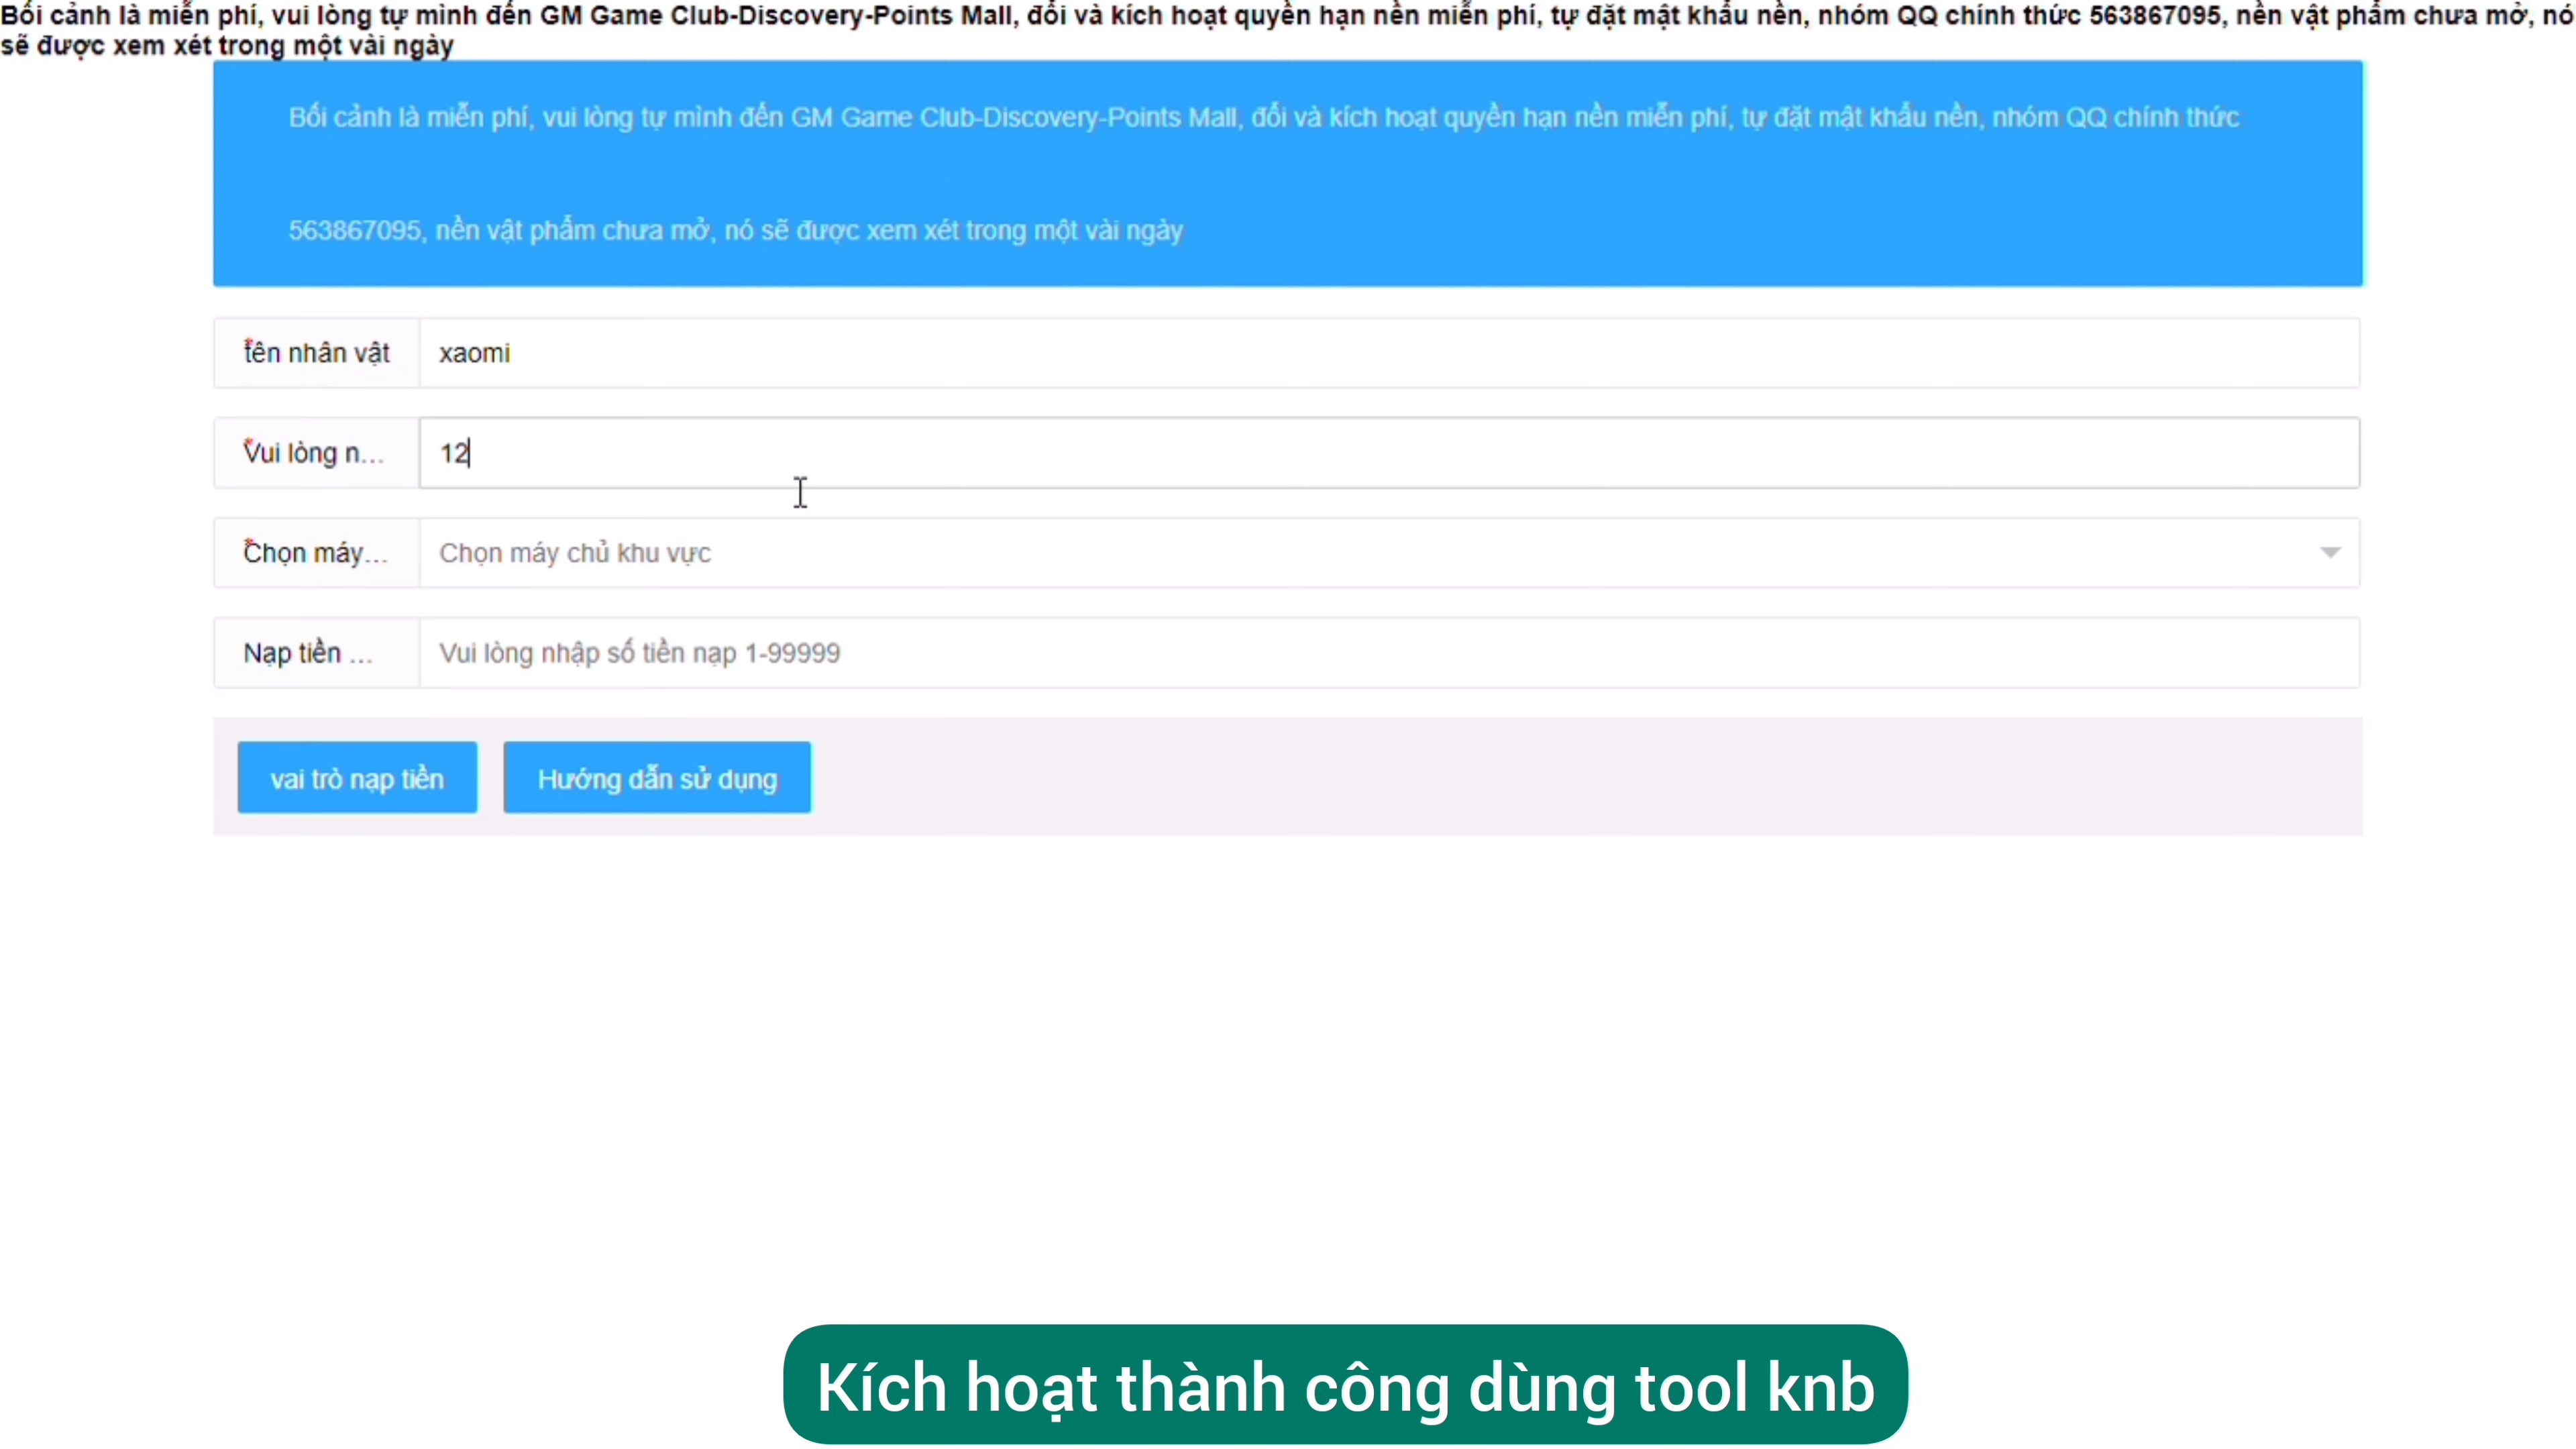 Bối cảnh là miễn phí, vui lòng tự mình đến GM Game Club-Discovery-Points Mall, đổi và kích hoạt quyền hạn nền miễn phí, tự đặt mật khẩu nền, nhóm QQ chính thức 563867095, nền vật phẩm chưa mở, nó
sẽ được xem xét trong một vài ngày
Bối cảnh là miễn phí, vui lòng tự mình đến GM Game Club-Discovery-Points Mall, đổi và kích hoạt quyền hạn nền miễn phí, tự đặt mật khẩu nền, nhóm QQ chính thức
563867095, nền vật phẩm chưa mở, nó sẽ được xem xét trong một vài ngày
*tên nhân vật xaomi
*Vui lòng n... 12
*Chọn máy... Chọn máy chủ khu vực
Nạp tiền ... Vui lòng nhập số tiền nạp 1-99999
vai trò nạp tiền Hướng dẫn sử dụng
Kích hoạt thành công dùng tool knb